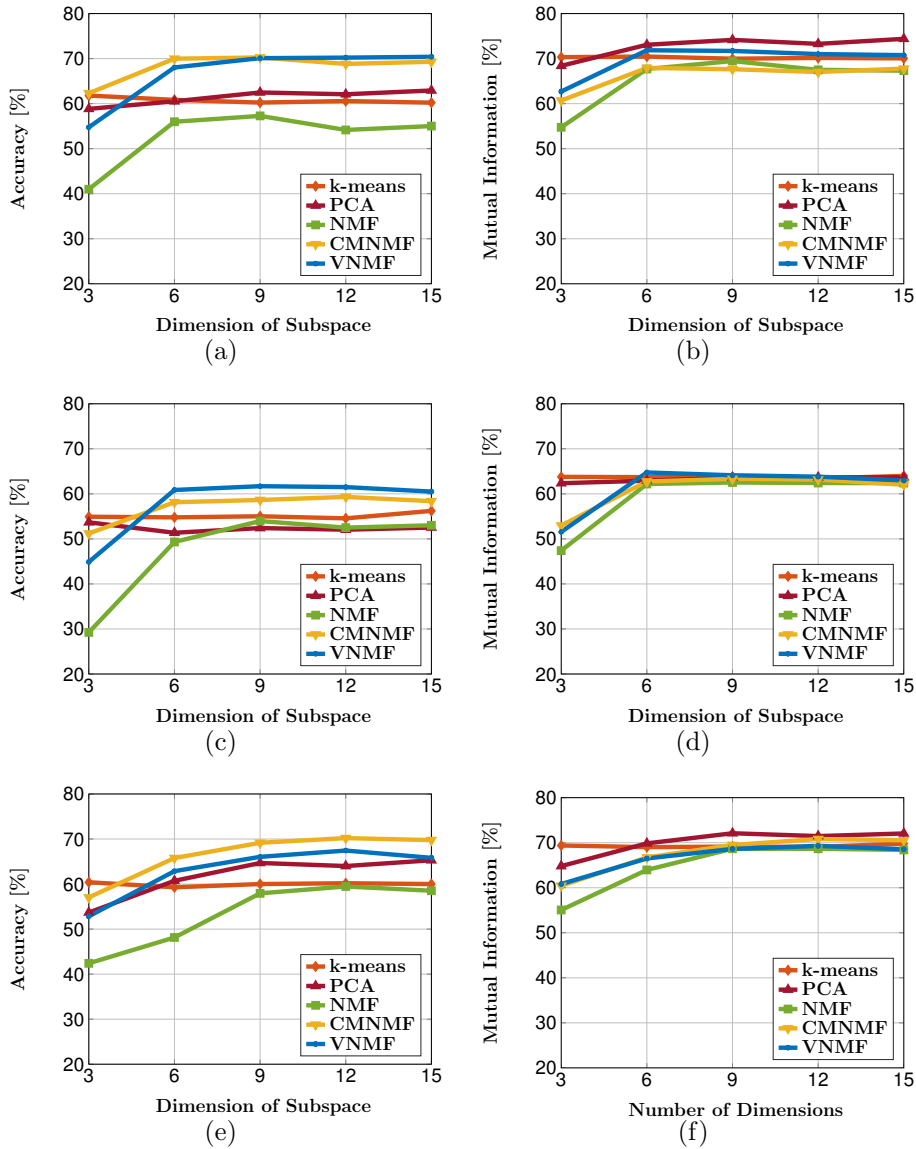 80
70
60
50
40
30
20
3
6
9
12
15
Accuracy [%]
Dimension of Subspace
k-means
PCA
NMF
CMNMF
VNMF
(a)
80
70
60
50
40
30
20
3
6
9
12
15
Mutual Information [%]
Dimension of Subspace
k-means
PCA
NMF
CMNMF
VNMF
(b)
80
70
60
50
40
30
20
3
6
9
12
15
Accuracy [%]
Dimension of Subspace
k-means
PCA
NMF
CMNMF
VNMF
(c)
80
70
60
50
40
30
20
3
6
9
12
15
Mutual Information [%]
Dimension of Subspace
k-means
PCA
NMF
CMNMF
VNMF
(d)
80
70
60
50
40
30
20
3
6
9
12
15
Accuracy [%]
Dimension of Subspace
k-means
PCA
NMF
CMNMF
VNMF
(e)
80
70
60
50
40
30
20
3
6
9
12
15
Mutual Information [%]
Number of Dimensions
k-means
PCA
NMF
CMNMF
VNMF
(f)